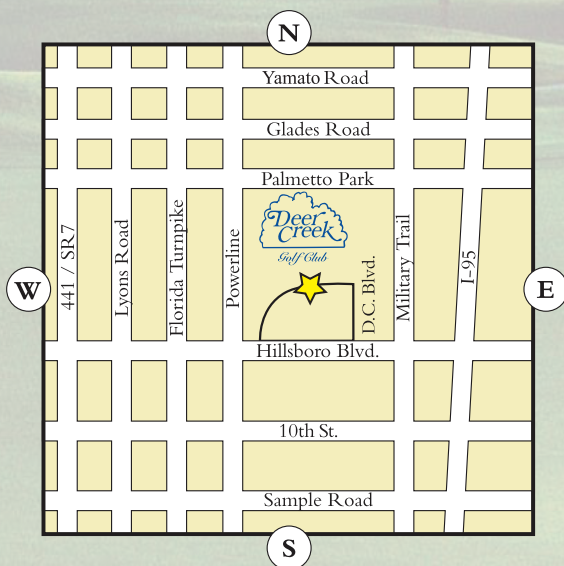 N
Yamato Road
Glades Road
Palmetto Park
Deer
Creek
Golf Club
W
441 / SR7
Lyons Road
Florida Turnpike
Powerline
D.C. Blvd.
Military Trail
I-95
E
Hillsboro Blvd.
10th St.
Sample Road
S